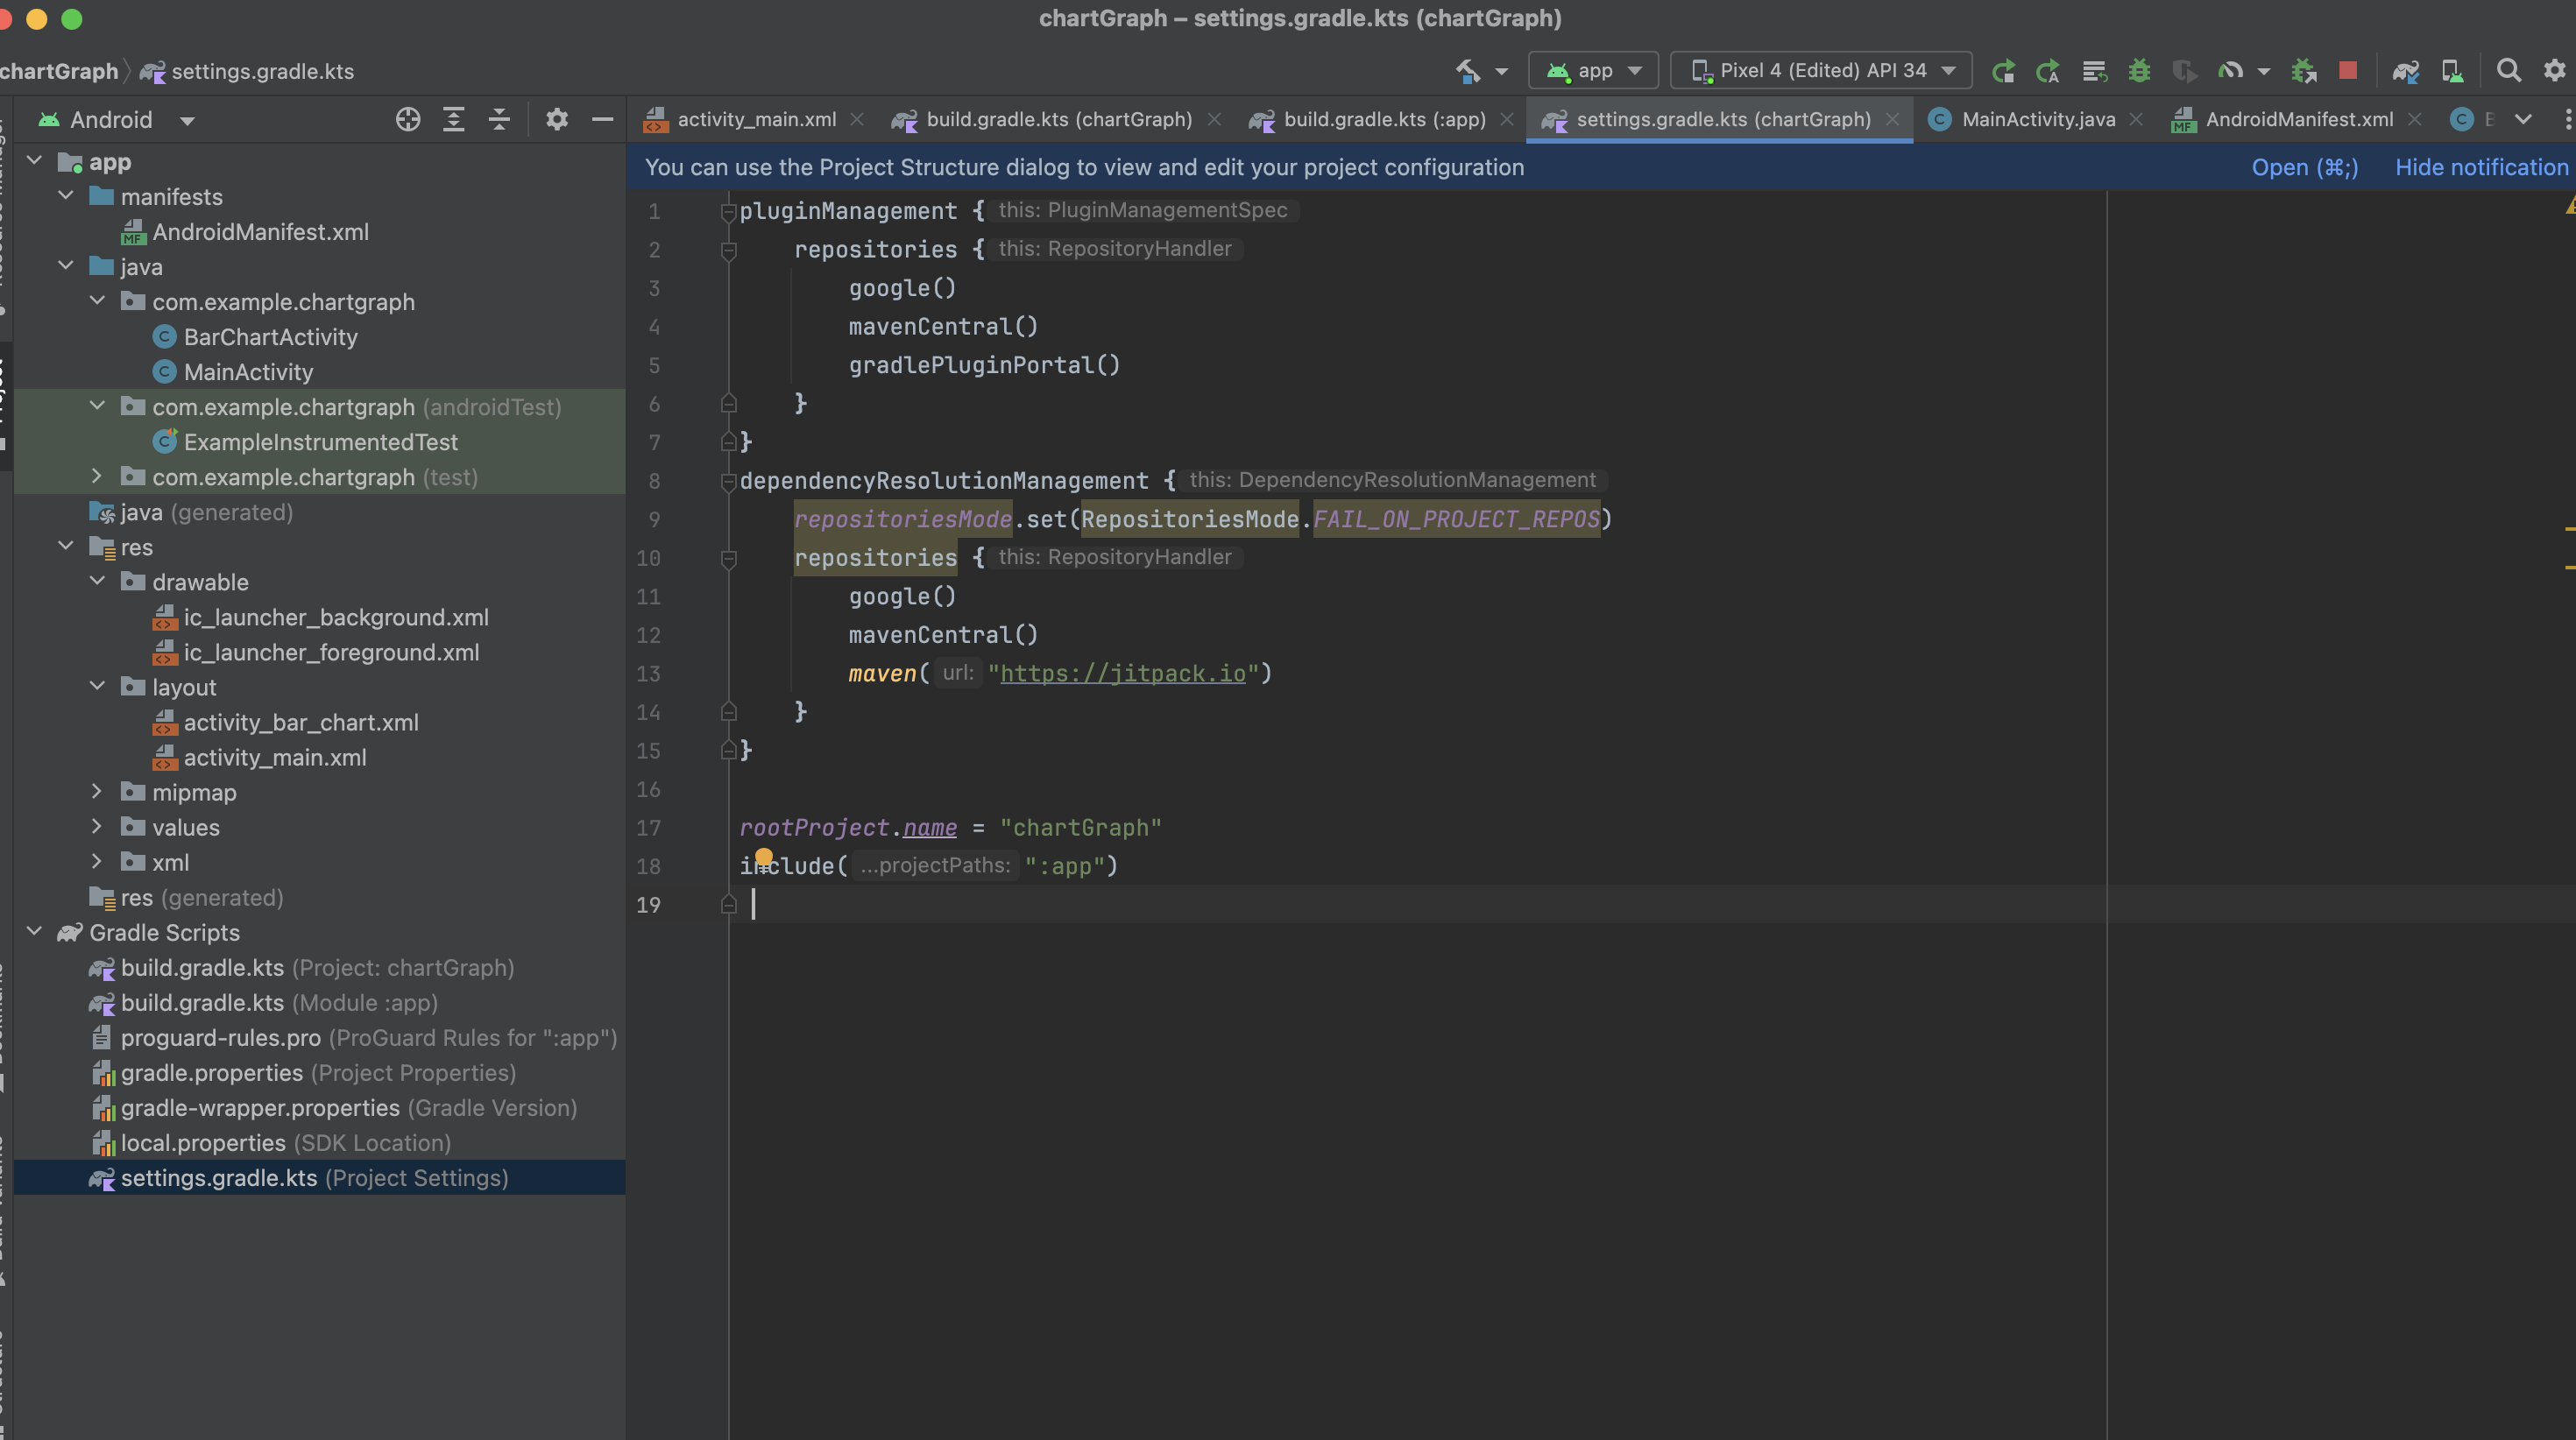 chartGraph – settings.gradle.kts (chartGraph)
chartGraph settings.gradle.kts
app
Pixel 4 (Edited) API 34
Android
activity_main.xml
build.gradle.kts (chartGraph)
build.gradle.kts (:app)
settings.gradle.kts (chartGraph)
MainActivity.java
AndroidManifest.xml
You can use the Project Structure dialog to view and edit your project configuration
Open (⌘;)
Hide notification
app
manifests
AndroidManifest.xml
java
com.example.chartgraph
BarChartActivity
MainActivity
com.example.chartgraph (androidTest)
ExampleInstrumentedTest
com.example.chartgraph (test)
java (generated)
res
drawable
ic_launcher_background.xml
ic_launcher_foreground.xml
layout
activity_bar_chart.xml
activity_main.xml
mipmap
values
xml
res (generated)
Gradle Scripts
build.gradle.kts (Project: chartGraph)
build.gradle.kts (Module :app)
proguard-rules.pro (ProGuard Rules for ":app")
gradle.properties (Project Properties)
gradle-wrapper.properties (Gradle Version)
local.properties (SDK Location)
settings.gradle.kts (Project Settings)
1 pluginManagement { this: PluginManagementSpec
2 repositories { this: RepositoryHandler
3 google()
4 mavenCentral()
5 gradlePluginPortal()
6 }
7 }
8 dependencyResolutionManagement { this: DependencyResolutionManagement
9 repositoriesMode.set(RepositoriesMode.FAIL_ON_PROJECT_REPOS)
10 repositories { this: RepositoryHandler
11 google()
12 mavenCentral()
13 maven( url: "https://jitpack.io")
14 }
15 }
16
17 rootProject.name = "chartGraph"
18 include( ...projectPaths: ":app")
19